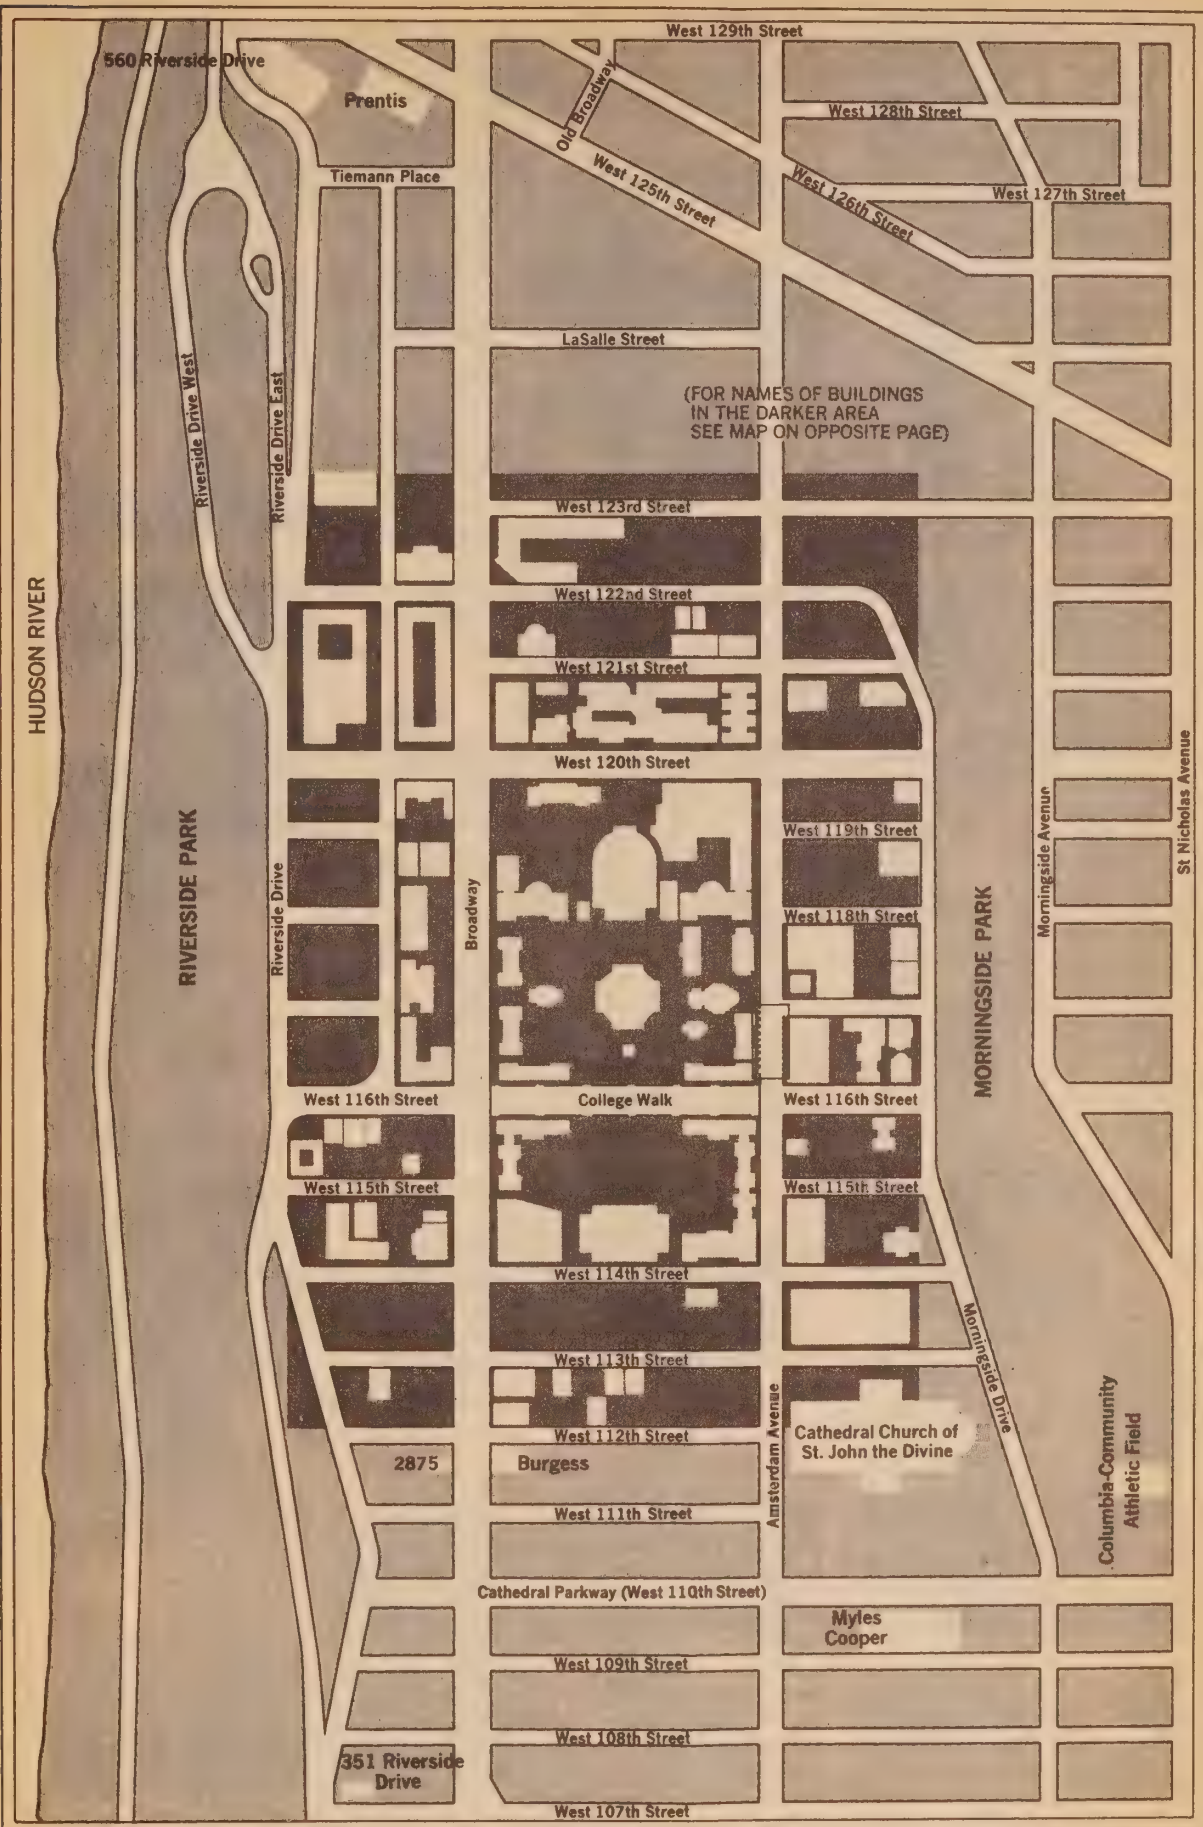 West 129th Street
560 Riverside Drive
Prentis
Old Broadway
West 128th Street
Tiemann Place
West 125th Street
West 126th Street
West 127th Street
LaSalle Street
Riverside Drive West
Riverside Drive East
(FOR NAMES OF BUILDINGS
IN THE DARKER AREA
SEE MAP ON OPPOSITE PAGE)
West 123rd Street
West 122nd Street
HUDSON RIVER
West 121st Street
West 120th Street
St Nicholas Avenue
RIVERSIDE PARK
Riverside Drive
Broadway
West 119th Street
West 118th Street
MORNINGSIDE PARK
Morningside Avenue
West 116th Street
College Walk
West 116th Street
West 115th Street
West 115th Street
West 114th Street
Morningside Drive
West 113th Street
Amsterdam Avenue
Cathedral Church of
St. John the Divine
Columbia-Community
Athletic Field
West 112th Street
2875
Burgess
West 111th Street
Cathedral Parkway (West 110th Street)
Myles
Cooper
West 109th Street
West 108th Street
351 Riverside
Drive
West 107th Street